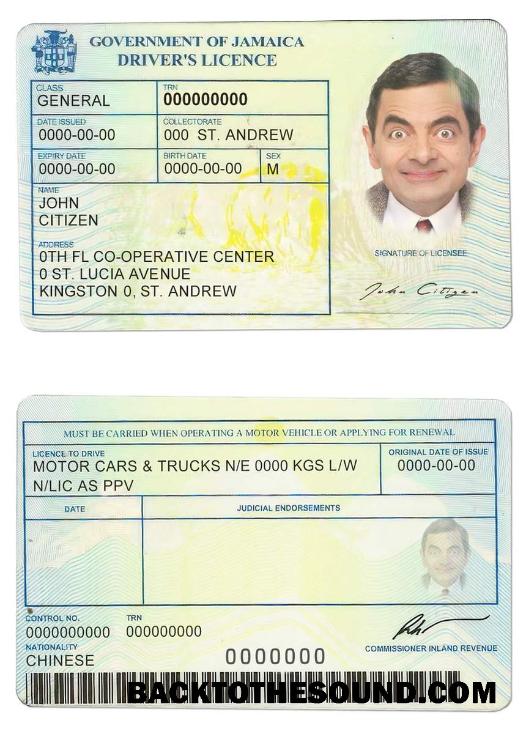 GOVERNMENT OF JAMAICA
DRIVER'S LICENCE
CLASS
GENERAL
TRN
000000000
DATE ISSUED
0000-00-00
COLLECTORATE
000 ST. ANDREW
EXPIRY DATE
0000-00-00
BIRTH DATE
0000-00-00
SEX
M
NAME
JOHN
CITIZEN
ADDRESS
0TH FL CO-OPERATIVE CENTER
0 ST. LUCIA AVENUE
KINGSTON 0, ST. ANDREW
SIGNATURE OF LICENSEE
John Citizen
MUST BE CARRIED WHEN OPERATING A MOTOR VEHICLE OR APPLYING FOR RENEWAL
LICENCE TO DRIVE
MOTOR CARS & TRUCKS N/E 0000 KGS L/W
N/LIC AS PPV
ORIGINAL DATE OF ISSUE
0000-00-00
DATE
JUDICIAL ENDORSEMENTS
CONTROL NO.
0000000000
TRN
000000000
NATIONALITY
CHINESE
0000000
COMMISSIONER INLAND REVENUE
BACKTOTHESOUND.COM